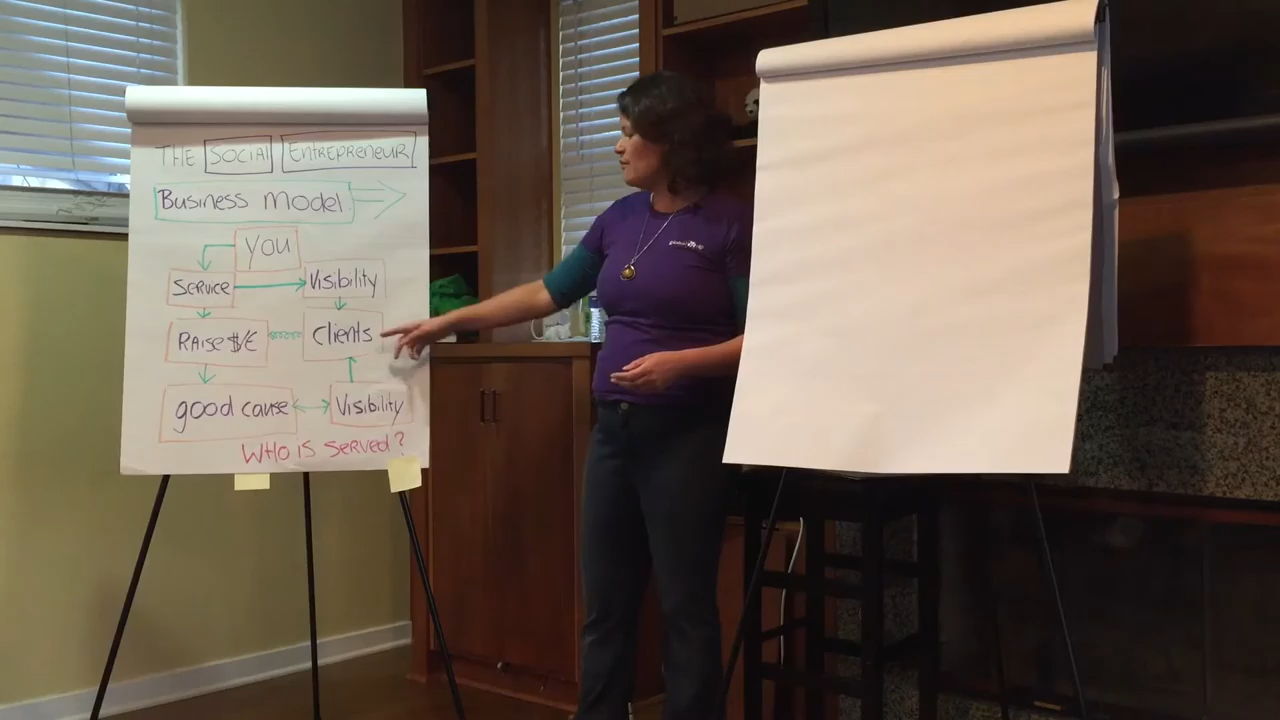 THE SOCIAL ENTREPRENEUR
Business model
YOU
SERVICE
Visibility
RAISE $/€
Clients
good cause
Visibility
WHO IS SERVED?